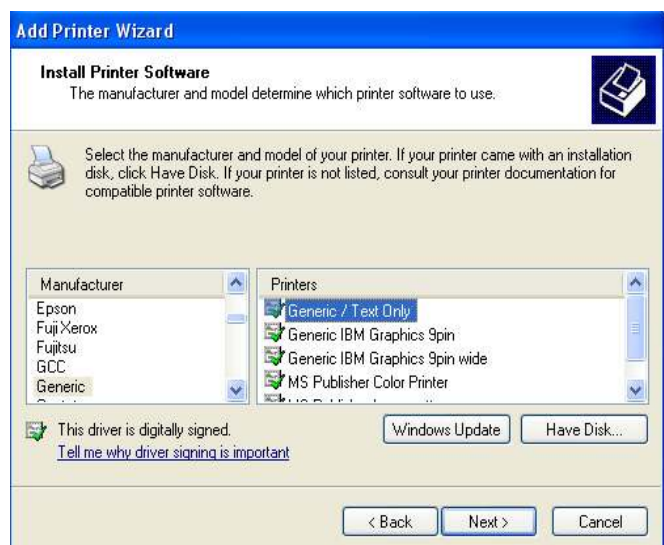 Add Printer Wizard
Install Printer Software
The manufacturer and model determine which printer software to use.
Select the manufacturer and model of your printer. If your printer came with an installation
disk, click Have Disk. If your printer is not listed, consult your printer documentation for
compatible printer software.
Manufacturer
Epson
Fuji Xerox
Fujitsu
GCC
Generic
Printers
Generic / Text Only
Generic IBM Graphics 9pin
Generic IBM Graphics 9pin wide
MS Publisher Color Printer
This driver is digitally signed.
Tell me why driver signing is important
Windows Update
Have Disk...
< Back
Next >
Cancel